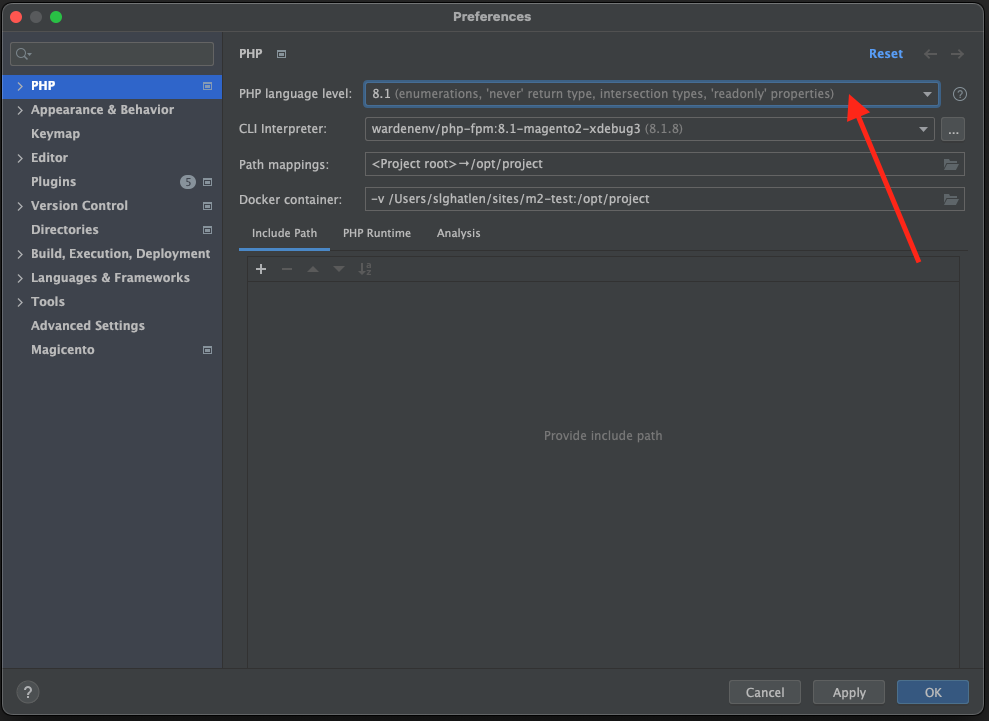 Preferences
PHP
Reset
PHP
Appearance & Behavior
Keymap
Editor
Plugins 5
Version Control
Directories
Build, Execution, Deployment
Languages & Frameworks
Tools
Advanced Settings
Magicento
PHP language level: 8.1 (enumerations, 'never' return type, intersection types, 'readonly' properties) ?
CLI Interpreter: wardenenv/php-fpm:8.1-magento2-xdebug3 (8.1.8) ...
Path mappings: <Project root>→/opt/project
Docker container: -v /Users/slghatlen/sites/m2-test:/opt/project
Include Path PHP Runtime Analysis
Provide include path
? Cancel Apply OK